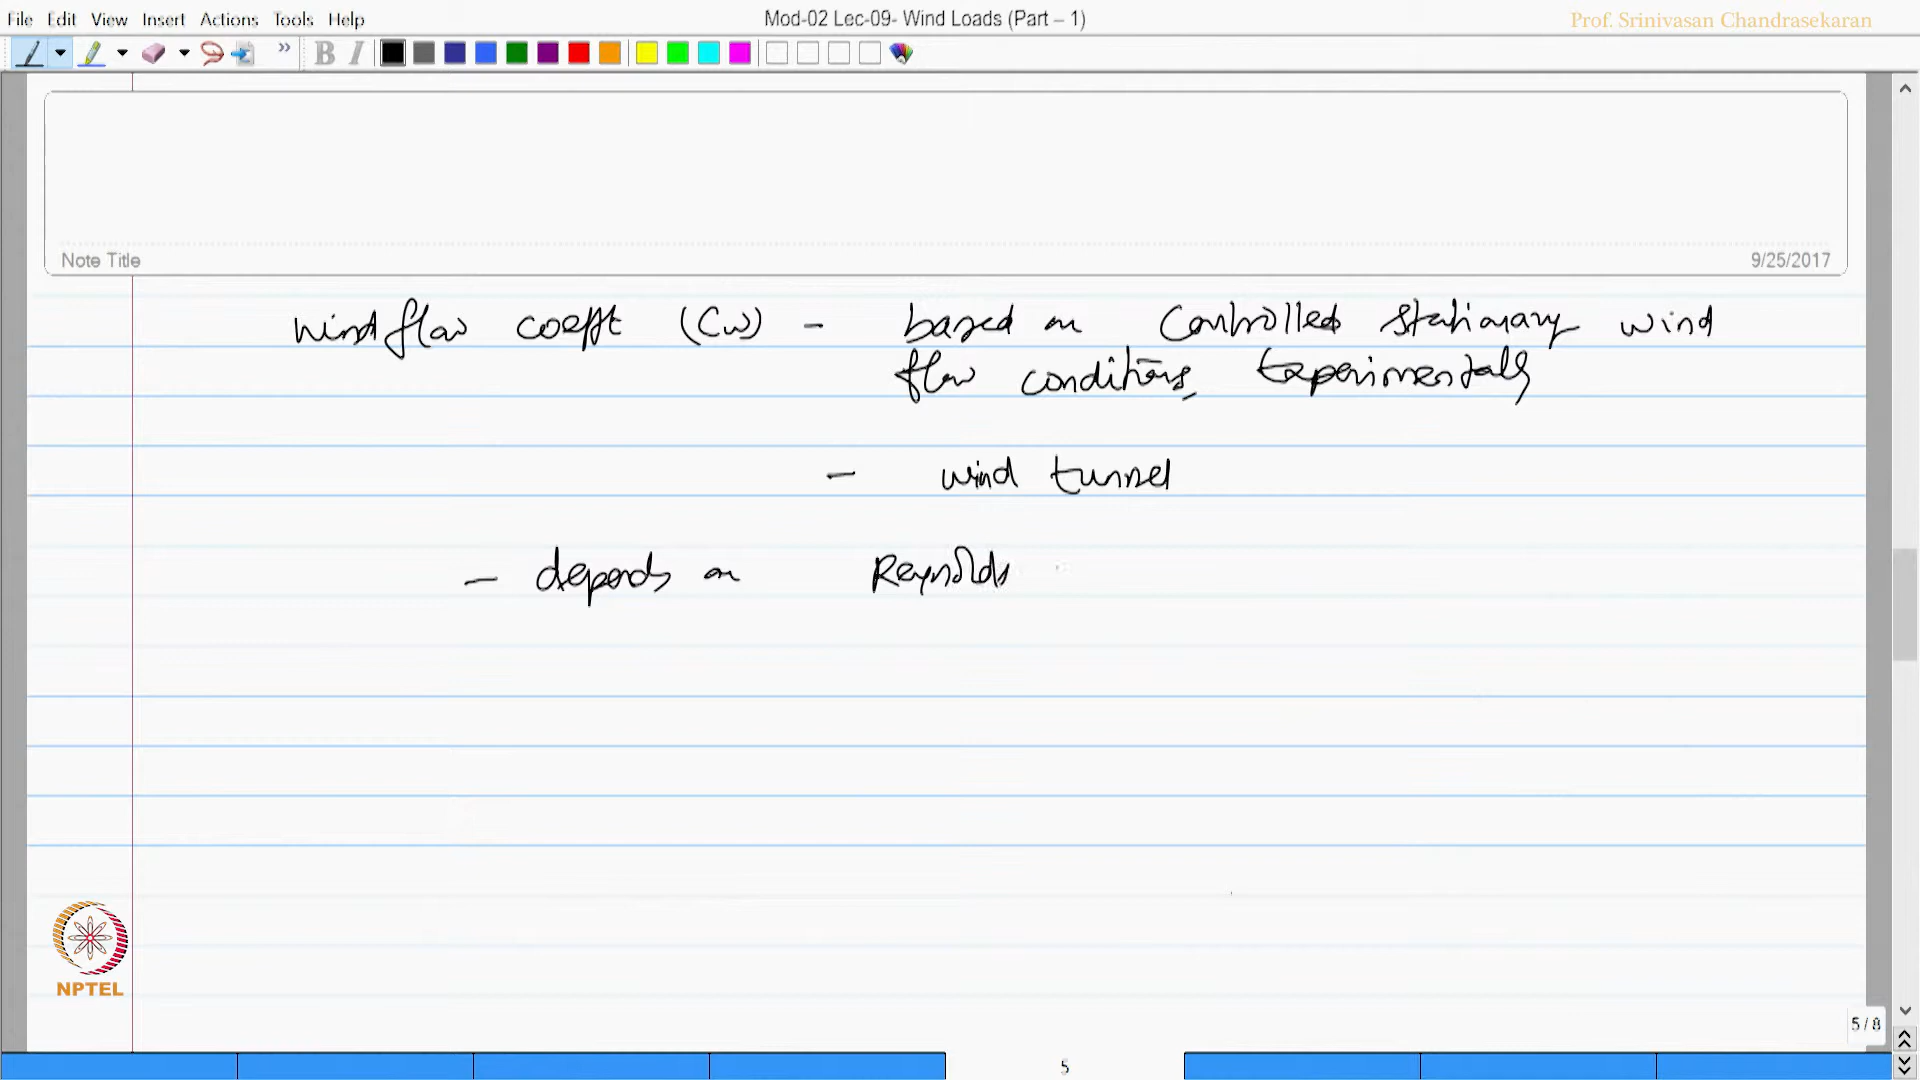 File Edit View Insert Actions Tools Help
Mod-02 Lec-09- Wind Loads (Part – 1)
Prof. Srinivasan Chandrasekaran
B I
Note Title
9/25/2017
Wind flow coefft (Cw) - based on Controlled Stationary wind
flow conditions, Experimentally
- wind tunnel
- depends on Reynolds
NPTEL
5 / 8
5